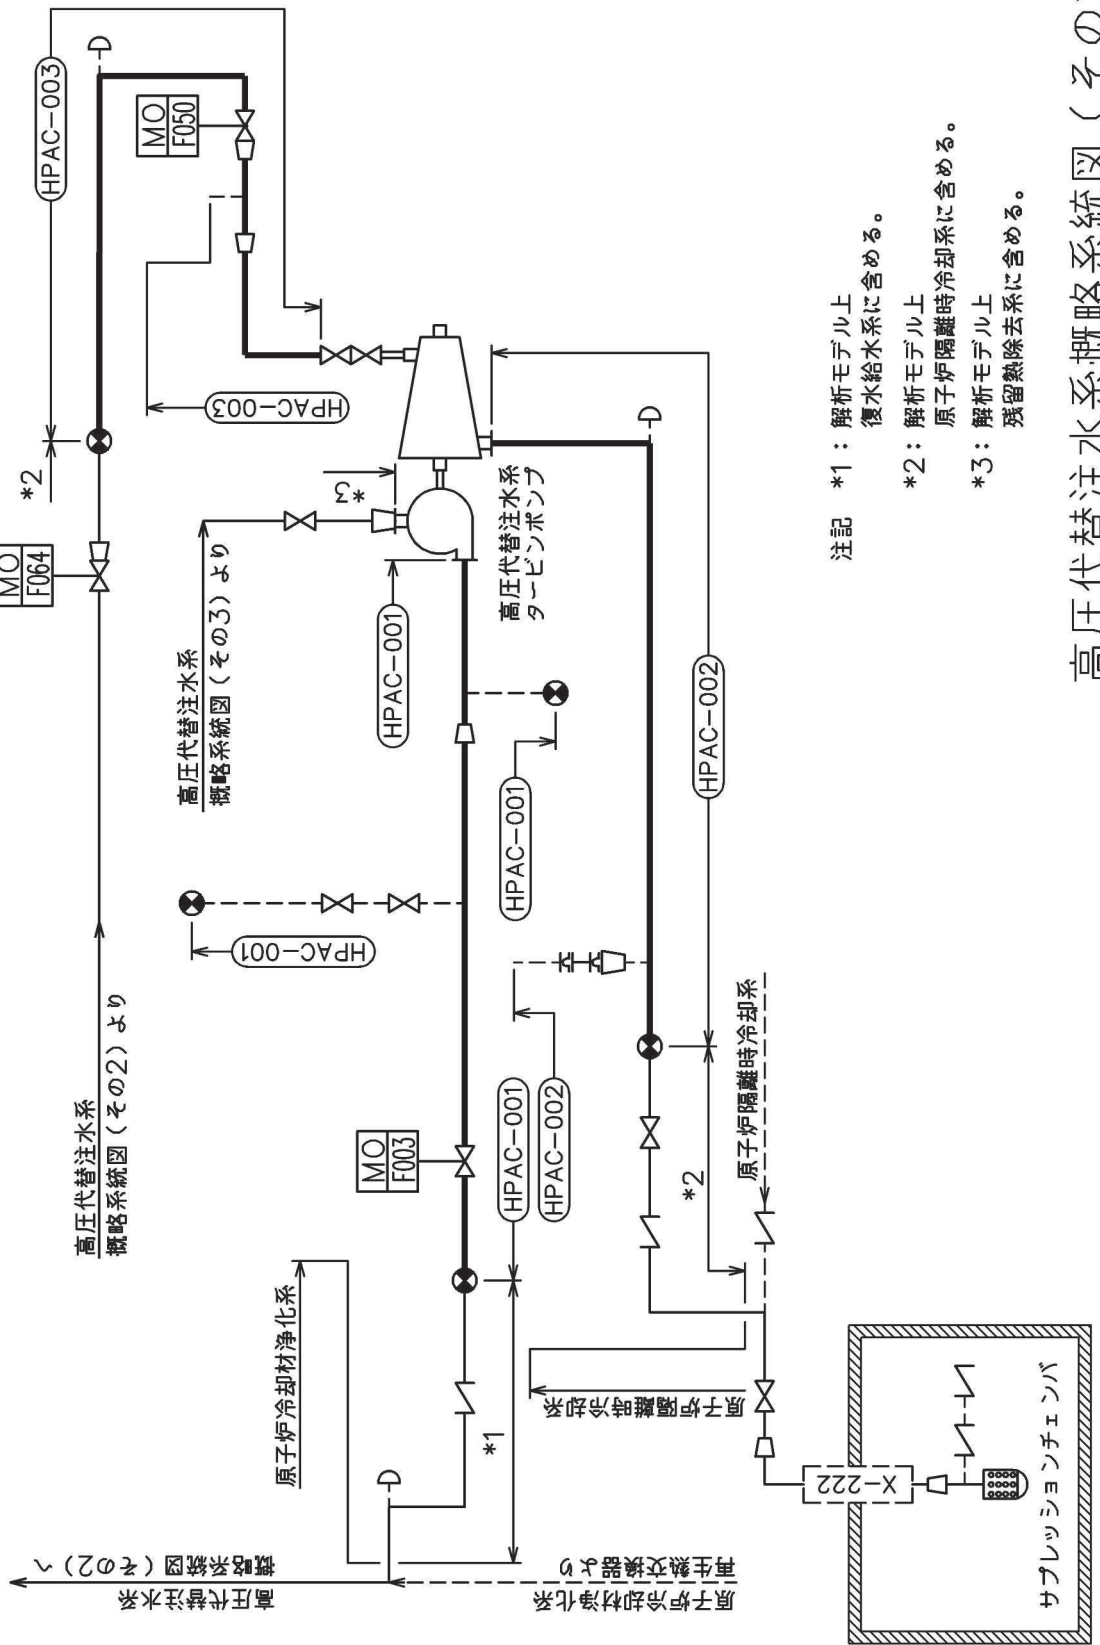 高圧代替注水系
概略系統図(その2)へ
原子炉冷却材浄化系
再生熱交換器より
原子炉冷却材浄化系
*1
高圧代替注水系
概略系統図(その2)より
MO
F003
HPAC-001
HPAC-001
HPAC-002
HPAC-001
HPAC-001
高圧代替注水系
概略系統図(その3)より
HPAC-001
*3
高圧代替注水系
タービンポンプ
MO
F064
*2
HPAC-003
HPAC-003
MO
F050
HPAC-002
*2
原子炉隔離時冷却系
原子炉隔離時冷却系
X-222
サプレッションチェンバ
注記 *1:解析モデル上
復水給水系に含める。
*2:解析モデル上
原子炉隔離時冷却系に含める。
*3:解析モデル上
残留熱除去系に含める。
高圧代替注水系概略系統図(その